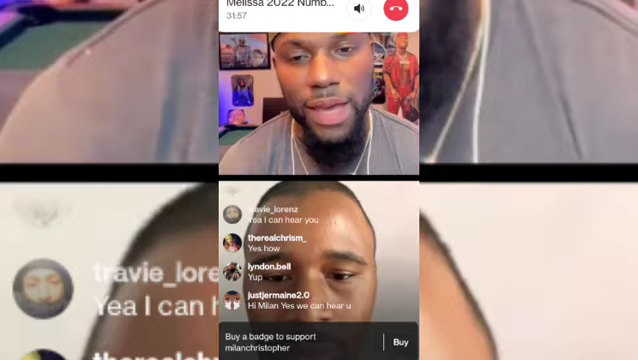 Melissa 2022 Numb...
31:57
travie_lorenz
Yea I can hear you
therealchrism_
Yes how
lyndon.bell
Yup
justjermaine2.0
Hi Milan Yes we can hear u
Buy a badge to support
milanchristopher
Buy
travie_lore
Yea I can h